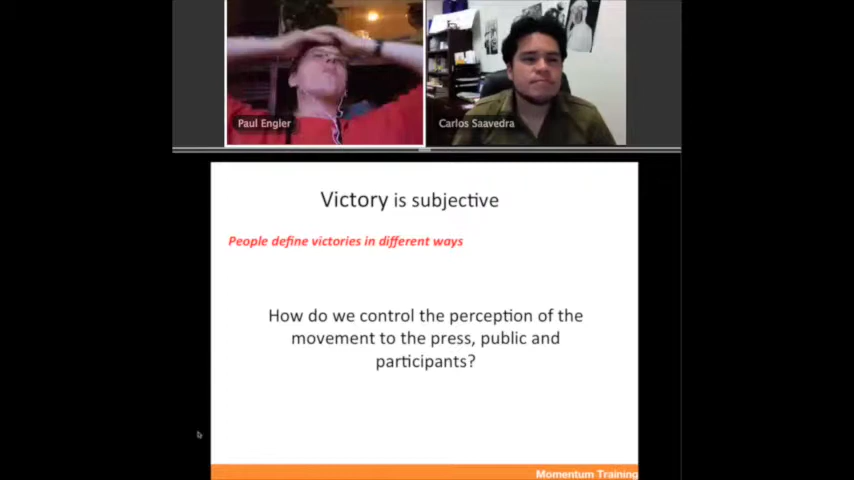 Paul Engler
Carlos Saavedra
Victory is subjective
People define victories in different ways
How do we control the perception of the
movement to the press, public and
participants?
Momentum Training